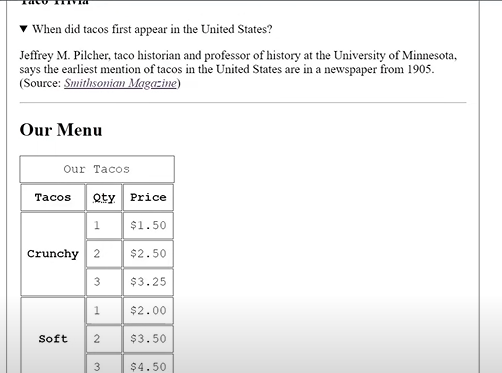 Taco Trivia
▼ When did tacos first appear in the United States?
Jeffrey M. Pilcher, taco historian and professor of history at the University of Minnesota,
says the earliest mention of tacos in the United States are in a newspaper from 1905.
(Source: Smithsonian Magazine)
Our Menu
Our Tacos
Tacos Qty Price
Crunchy 1 $1.50
2 $2.50
3 $3.25
Soft 1 $2.00
2 $3.50
3 $4.50